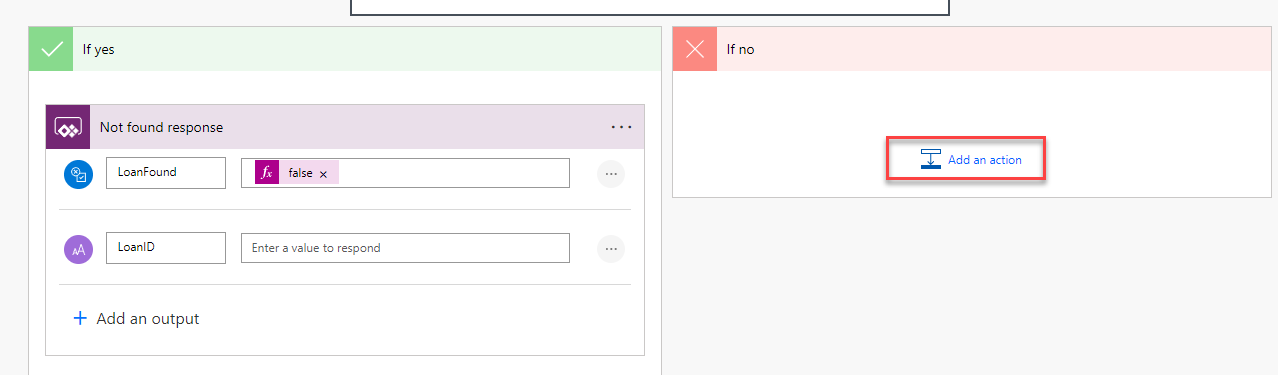 If yes
Not found response
LoanFound
fx false x
LoanID
Enter a value to respond
+ Add an output
If no
Add an action